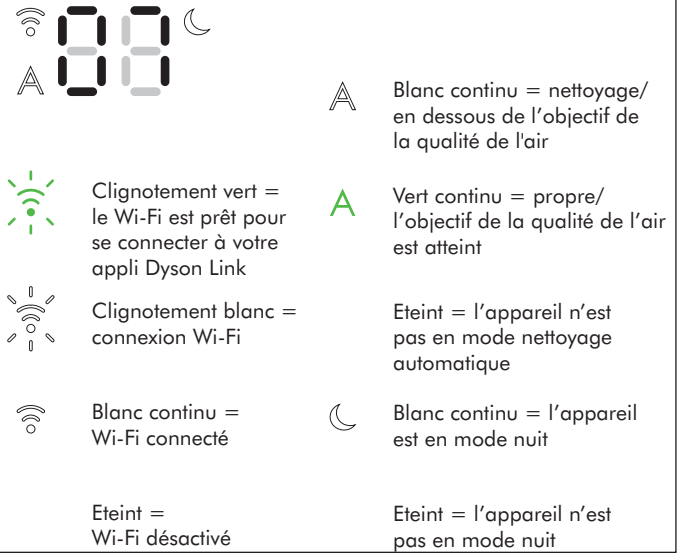 07
A
Clignotement vert =
le Wi-Fi est prêt pour
se connecter à votre
appli Dyson Link
Clignotement blanc =
connexion Wi-Fi
Blanc continu =
Wi-Fi connecté
Eteint =
Wi-Fi désactivé
A
Blanc continu = nettoyage/
en dessous de l’objectif de
la qualité de l'air
A
Vert continu = propre/
l’objectif de la qualité de l’air
est atteint
Eteint = l’appareil n’est
pas en mode nettoyage
automatique
Blanc continu = l’appareil
est en mode nuit
Eteint = l’appareil n’est
pas en mode nuit